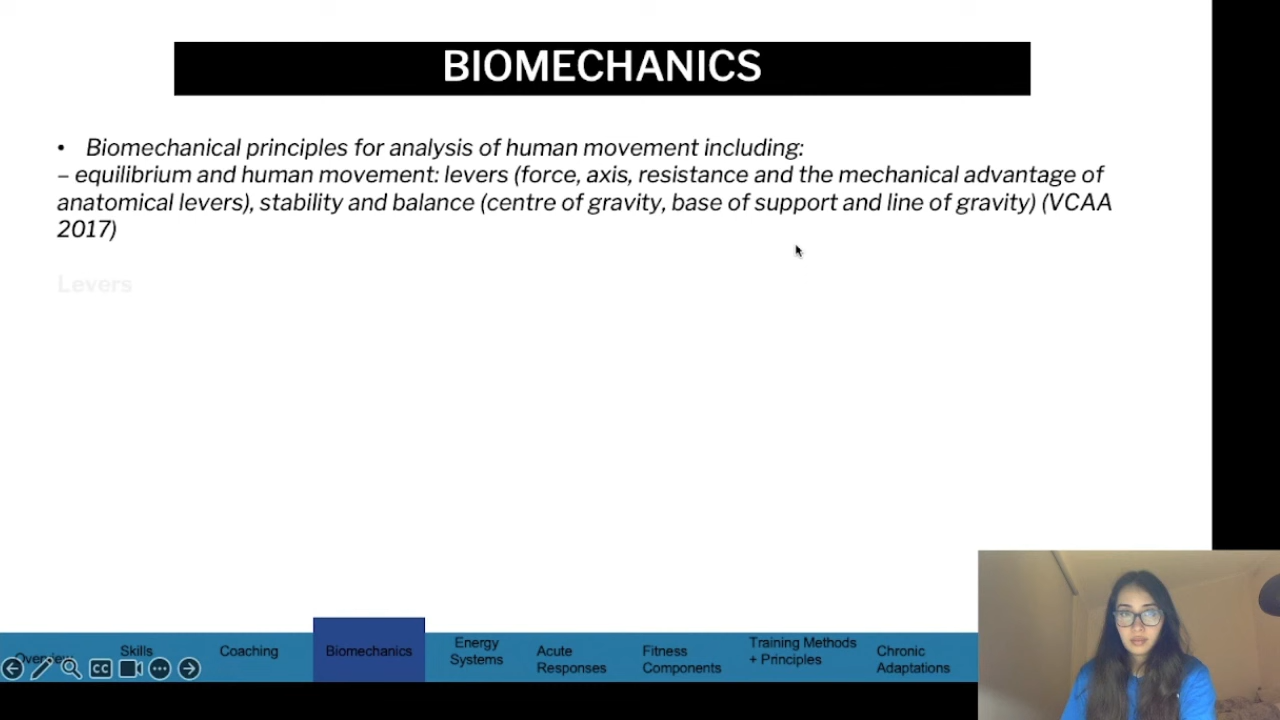 BIOMECHANICS
• Biomechanical principles for analysis of human movement including:
– equilibrium and human movement: levers (force, axis, resistance and the mechanical advantage of
anatomical levers), stability and balance (centre of gravity, base of support and line of gravity) (VCAA
2017)
Levers
Overview
Skills
Coaching
Biomechanics
Energy
Systems
Acute
Responses
Fitness
Components
Training Methods
+ Principles
Chronic
Adaptations
CC